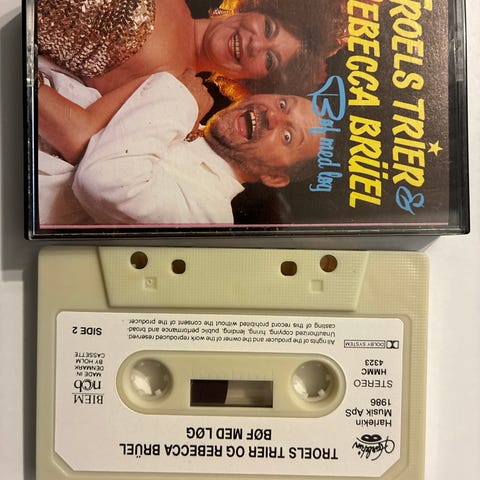 TROELS TRIER &
REBECCA BRÜEL
Bøf med løg
TROELS TRIER OG REBECCA BRÜEL
BØF MED LØG
Harlekin
Harlekin
Musik ApS
1986
STEREO
HMMC
4323
DOLBY SYSTEM
BIEM
ncb
MADE IN
DENMARK
BY HOLM
CASSETTE
SIDE 2
All rights of the producer and the owner of the work reproduced reserved
Unauthorized copying, hiring, lending, public performance and broad-
casting of this record prohibited without the consent of the producer